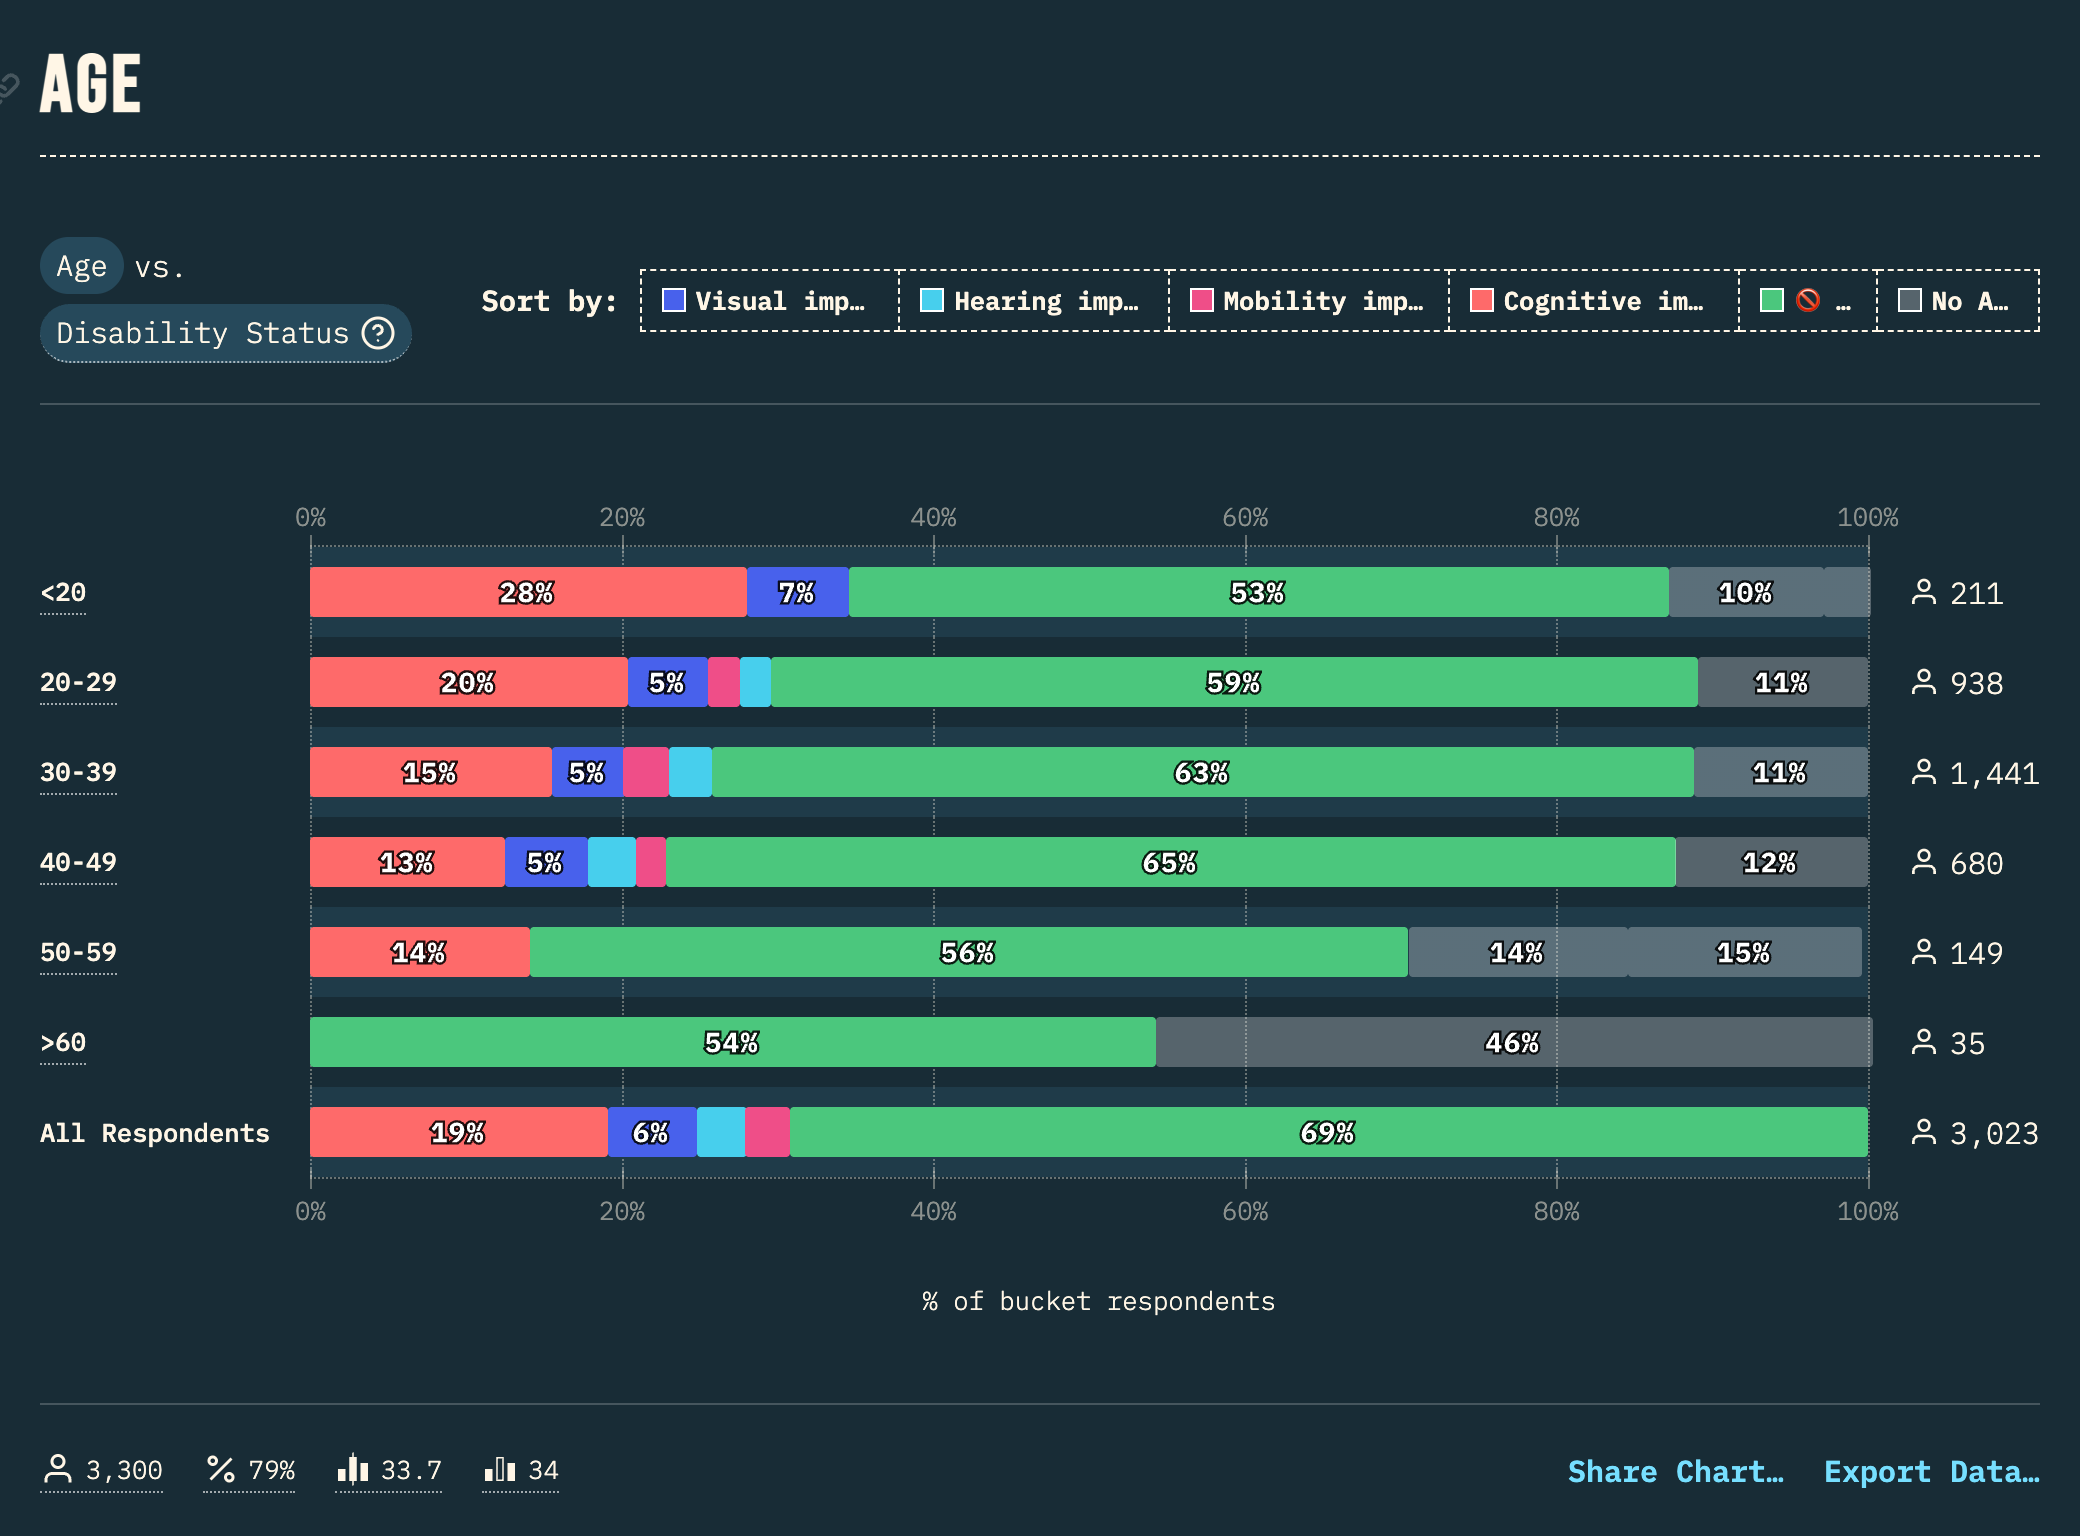 AGE
Age vs.
Disability Status ?
Sort by: Visual imp… Hearing imp… Mobility imp… Cognitive im… 🚫 … No A…
0% 20% 40% 60% 80% 100%
<20 28% 7% 53% 10% 211
20-29 20% 5% 59% 11% 938
30-39 15% 5% 63% 11% 1,441
40-49 13% 5% 65% 12% 680
50-59 14% 56% 14% 15% 149
>60 54% 46% 35
All Respondents 19% 6% 69% 3,023
0% 20% 40% 60% 80% 100%
% of bucket respondents
3,300 % 79% 33.7 34 Share Chart… Export Data…